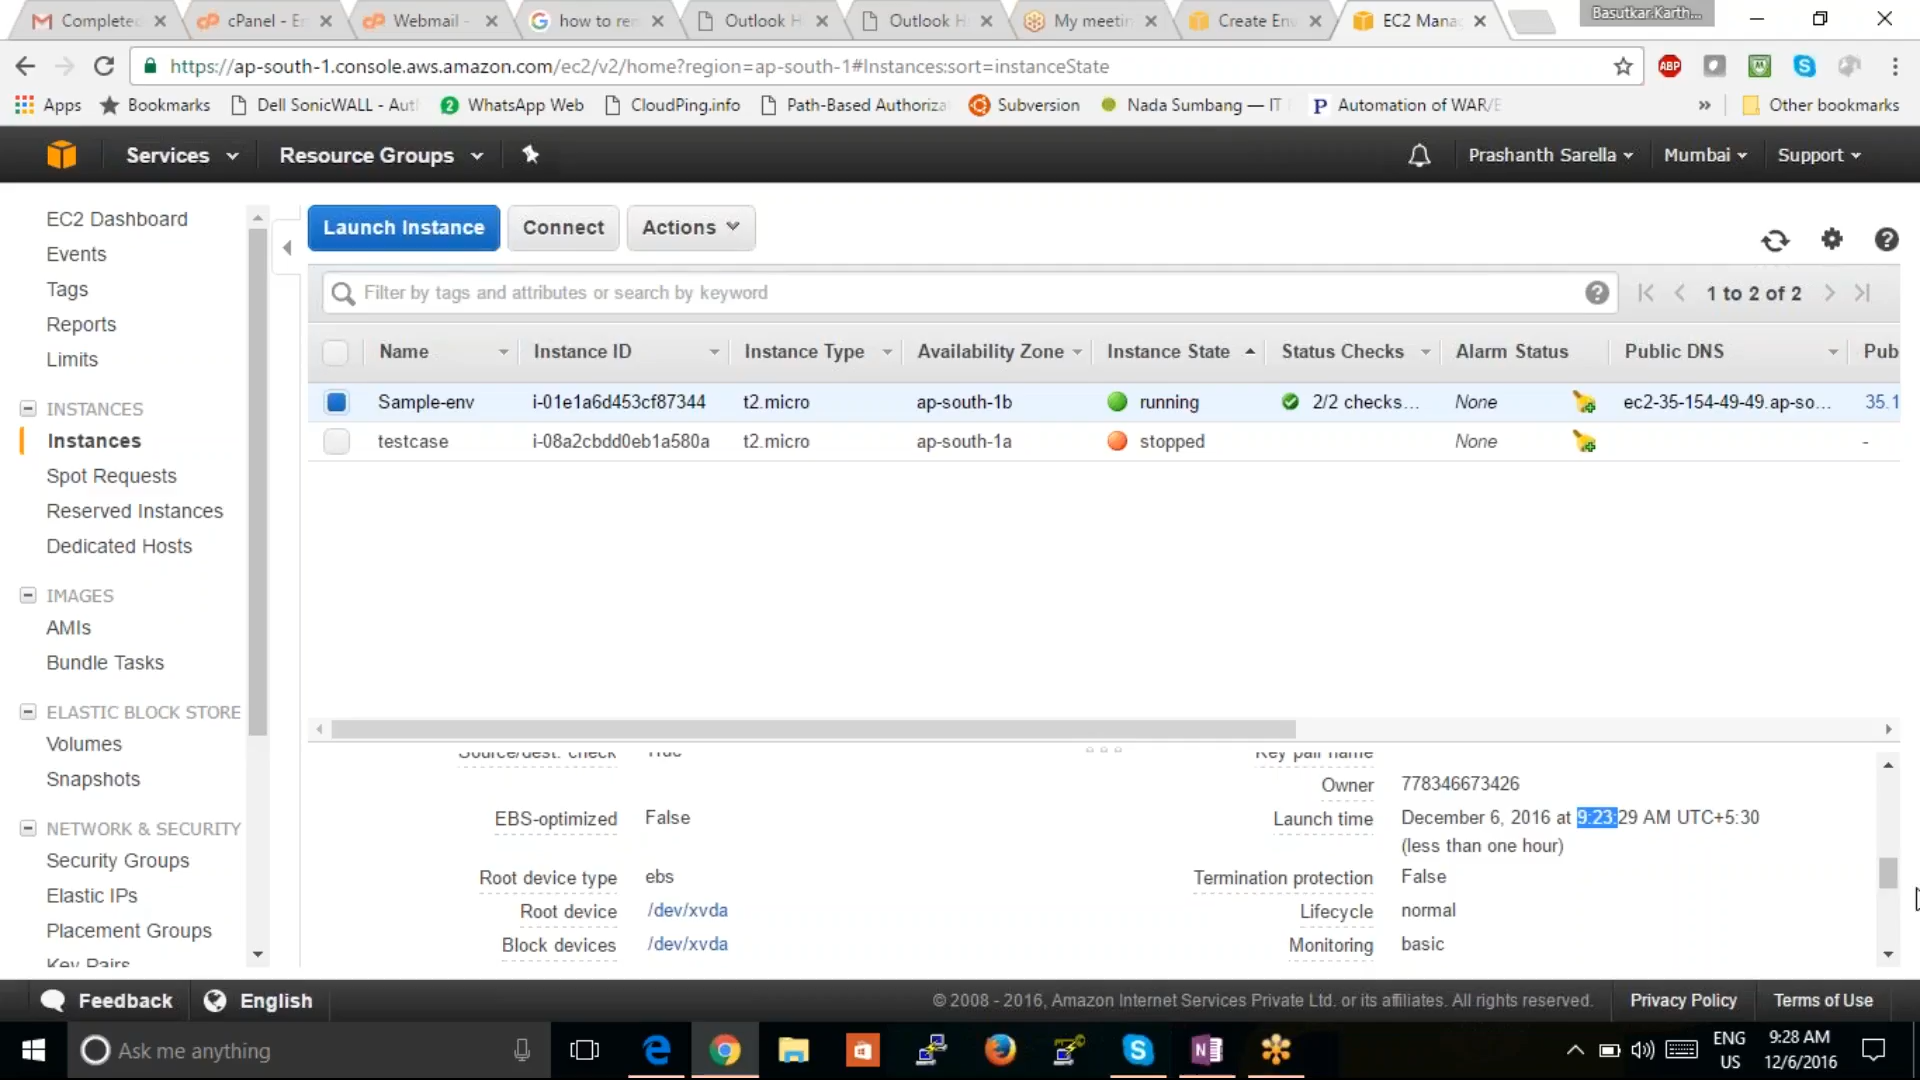 Complete
cPanel - E
Webmail -
how to re
Outlook H
Outlook H
My meetin
Create En
EC2 Mana
Basutkar.Karth...
https://ap-south-1.console.aws.amazon.com/ec2/v2/home?region=ap-south-1#Instances:sort=instanceState
ABP
Apps
Bookmarks
Dell SonicWALL - Aut
2 WhatsApp Web
CloudPing.info
Path-Based Authoriza
Subversion
Nada Sumbang — IT
P Automation of WAR/E
»
Other bookmarks
Services
Resource Groups
Prashanth Sarella
Mumbai
Support
EC2 Dashboard
Events
Tags
Reports
Limits
INSTANCES
Instances
Spot Requests
Reserved Instances
Dedicated Hosts
IMAGES
AMIs
Bundle Tasks
ELASTIC BLOCK STORE
Volumes
Snapshots
NETWORK & SECURITY
Security Groups
Elastic IPs
Placement Groups
Key Pairs
Launch Instance
Connect
Actions
Filter by tags and attributes or search by keyword
1 to 2 of 2
Name Instance ID Instance Type Availability Zone Instance State Status Checks Alarm Status Public DNS Pub
Sample-env i-01e1a6d453cf87344 t2.micro ap-south-1b running 2/2 checks... None ec2-35-154-49-49.ap-so... 35.1
testcase i-08a2cbdd0eb1a580a t2.micro ap-south-1a stopped None -
Source/dest. check True Key pair name
Owner 778346673426
EBS-optimized False Launch time December 6, 2016 at 9:23:29 AM UTC+5:30
(less than one hour)
Root device type ebs Termination protection False
Root device /dev/xvda Lifecycle normal
Block devices /dev/xvda Monitoring basic
Feedback
English
© 2008 - 2016, Amazon Internet Services Private Ltd. or its affiliates. All rights reserved.
Privacy Policy
Terms of Use
Ask me anything
ENG
US
9:28 AM
12/6/2016